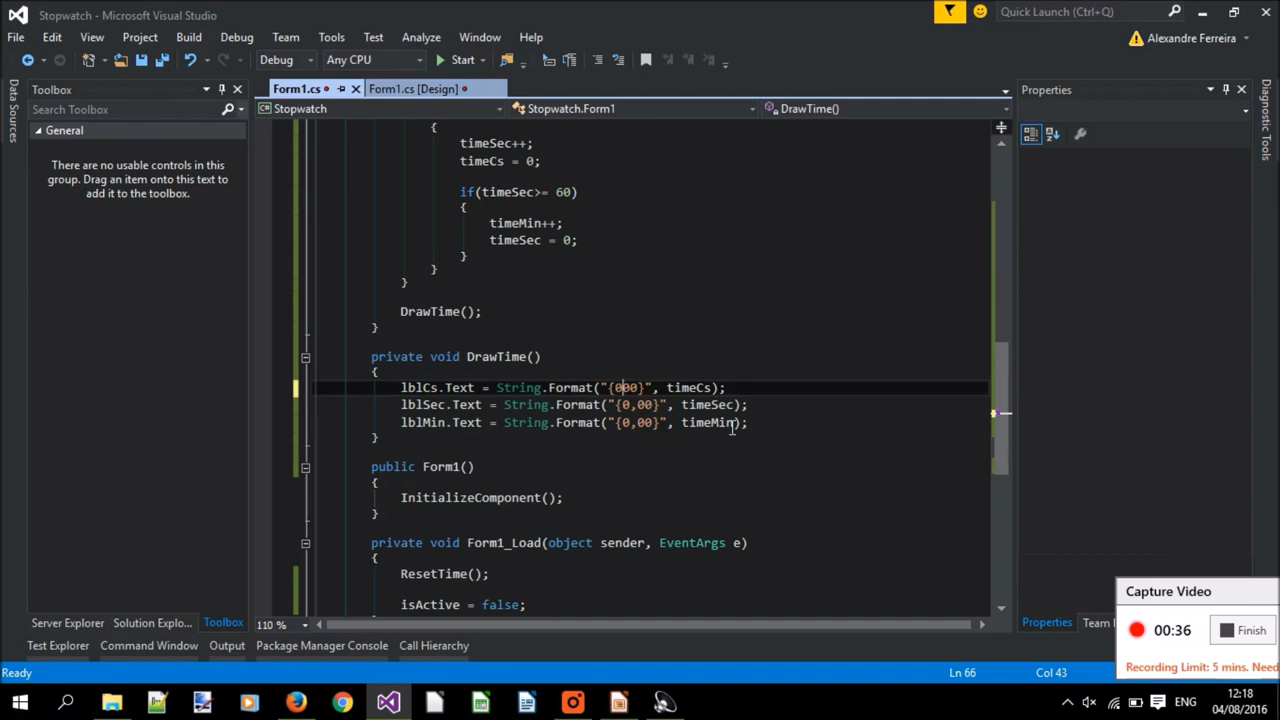 Stopwatch - Microsoft Visual Studio
Quick Launch (Ctrl+Q)
File Edit View Project Build Debug Team Tools Test Analyze Window Help
Alexandre Ferreira
Debug Any CPU Start
Data Sources
Toolbox
Search Toolbox
General
There are no usable controls in this
group. Drag an item onto this text to
add it to the toolbox.
Form1.cs Form1.cs [Design]
Stopwatch Stopwatch.Form1 DrawTime()
{
timeSec++;
timeCs = 0;
if(timeSec>= 60)
{
timeMin++;
timeSec = 0;
}
}
}
DrawTime();
}
private void DrawTime()
{
lblCs.Text = String.Format("{000}", timeCs);
lblSec.Text = String.Format("{0,00}", timeSec);
lblMin.Text = String.Format("{0,00}", timeMin);
}
public Form1()
{
InitializeComponent();
}
private void Form1_Load(object sender, EventArgs e)
{
ResetTime();
isActive = false;
110 %
Properties
Diagnostic Tools
Capture Video
00:36 Finish
Recording Limit: 5 mins. Need
Server Explorer Solution Explo... Toolbox
Properties Team
Test Explorer Command Window Output Package Manager Console Call Hierarchy
Ready Ln 66 Col 43
ENG
12:18
04/08/2016